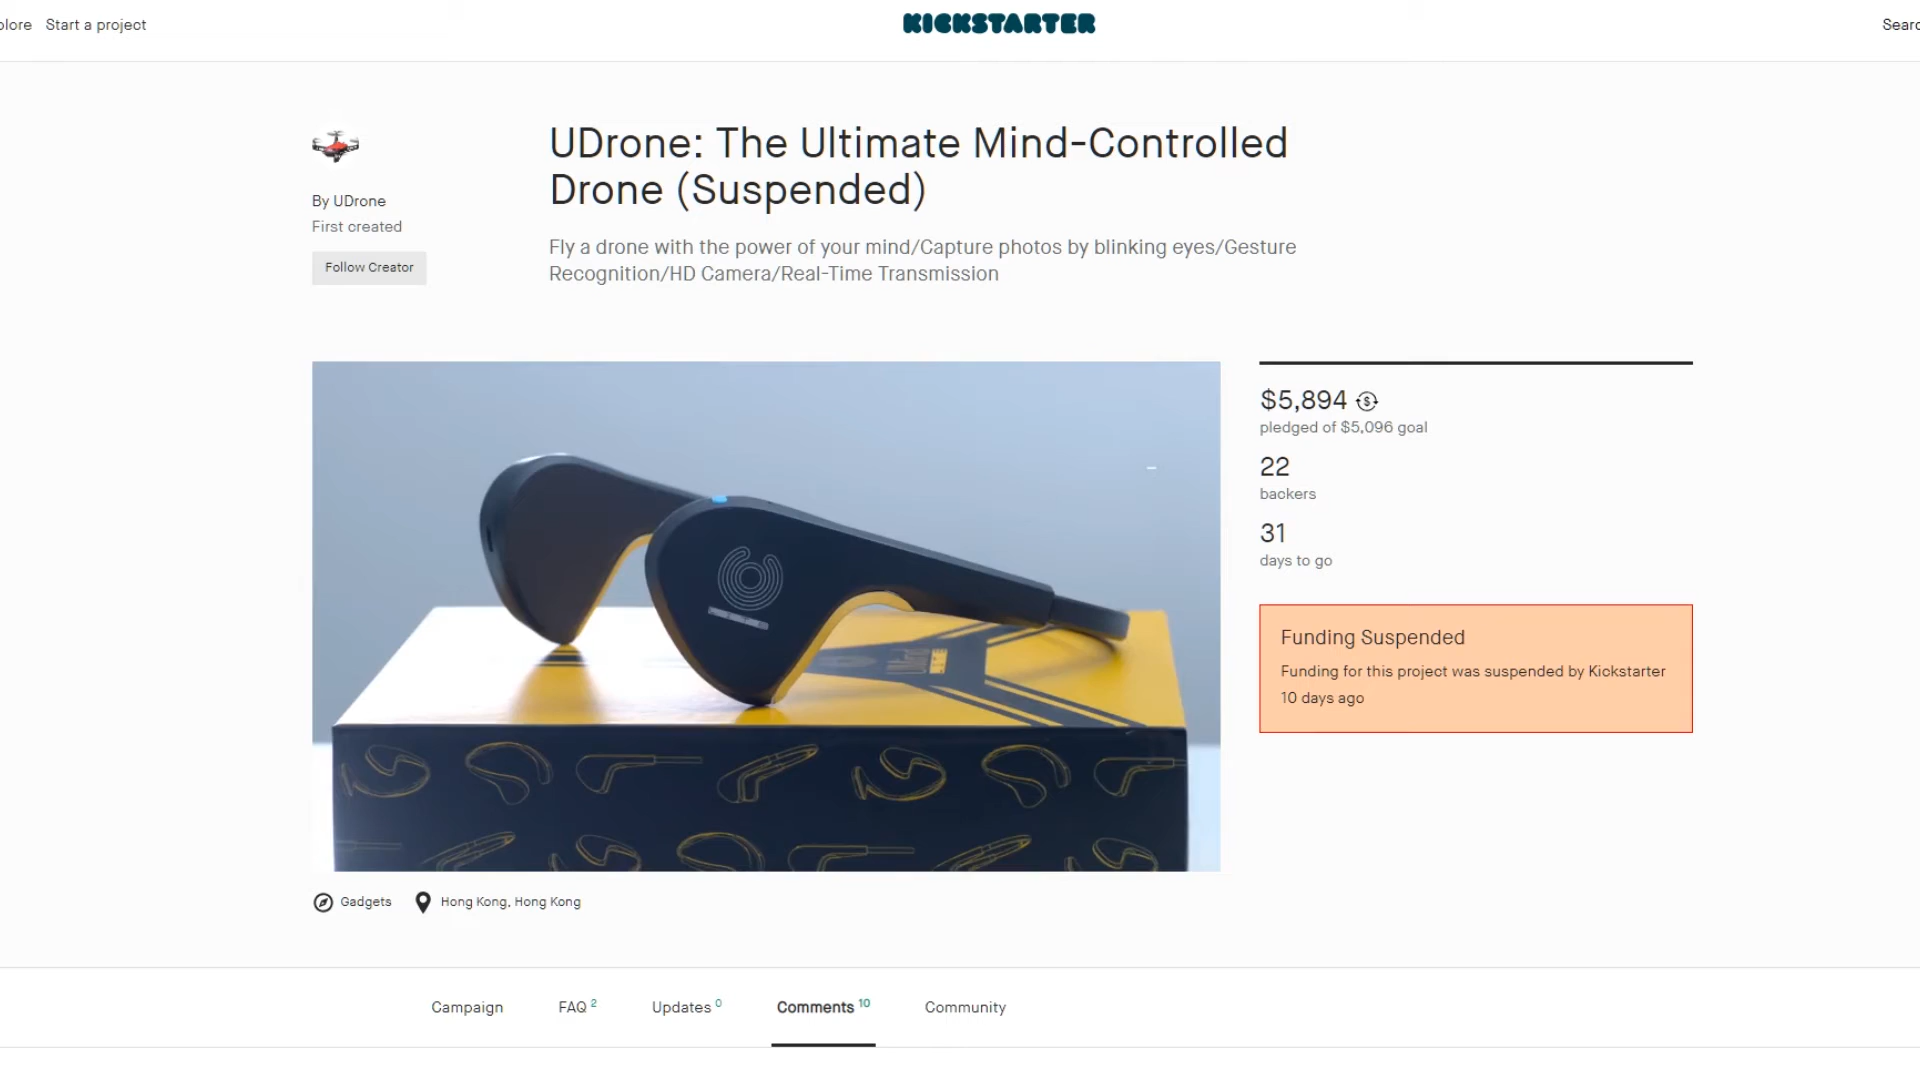 plore Start a project
KICKSTARTER
Searc
By UDrone
First created
Follow Creator
UDrone: The Ultimate Mind-Controlled
Drone (Suspended)
Fly a drone with the power of your mind/Capture photos by blinking eyes/Gesture
Recognition/HD Camera/Real-Time Transmission
$5,894
pledged of $5,096 goal
22
backers
31
days to go
Funding Suspended
Funding for this project was suspended by Kickstarter
10 days ago
Gadgets
Hong Kong, Hong Kong
Campaign
FAQ 2
Updates 0
Comments 10
Community